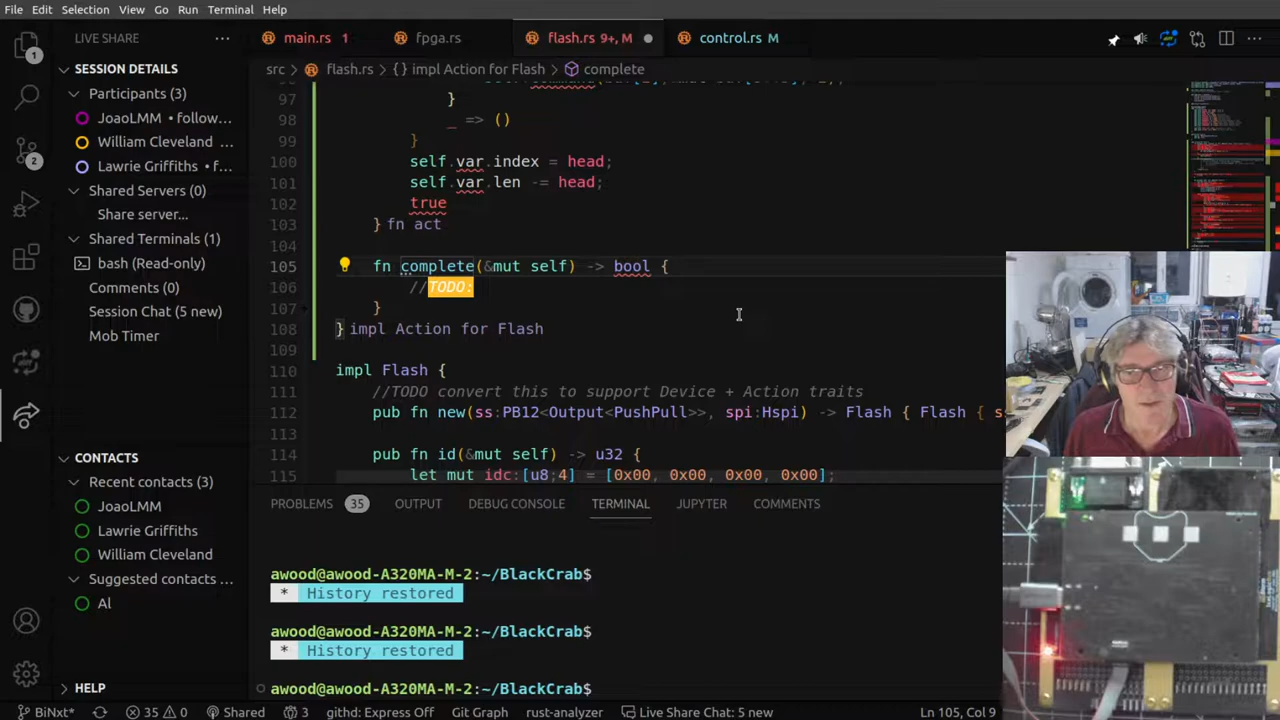 File Edit Selection View Go Run Terminal Help
LIVE SHARE ...
main.rs 1
fpga.rs
flash.rs 9+, M
control.rs M
SESSION DETAILS
Participants (3)
JoaoLMM • follow...
William Cleveland ...
Lawrie Griffiths • f...
Shared Servers (0)
Share server...
Shared Terminals (1)
bash (Read-only)
Comments (0)
Session Chat (5 new)
Mob Timer
CONTACTS
Recent contacts (3)
JoaoLMM
Lawrie Griffiths
William Cleveland
Suggested contacts ...
Al
HELP
1
2
src > flash.rs > {} impl Action for Flash > complete
97 }
98 _ => ()
99 }
100 self.var.index = head;
101 self.var.len -= head;
102 true
103 } fn act
104
105 fn complete(&mut self) -> bool {
106 //TODO:
107 }
108 } impl Action for Flash
109
110 impl Flash {
111 //TODO convert this to support Device + Action traits
112 pub fn new(ss:PB12<Output<PushPull>>, spi:Hspi) -> Flash { Flash { s
113
114 pub fn id(&mut self) -> u32 {
115 let mut idc:[u8;4] = [0x00, 0x00, 0x00, 0x00];
PROBLEMS 35 OUTPUT DEBUG CONSOLE TERMINAL JUPYTER COMMENTS
awood@awood-A320MA-M-2:~/BlackCrab$
* History restored
awood@awood-A320MA-M-2:~/BlackCrab$
* History restored
awood@awood-A320MA-M-2:~/BlackCrab$
BiNxt* 35 0 Shared 3 githd: Express Off Git Graph rust-analyzer Live Share Chat: 5 new Ln 105, Col 9